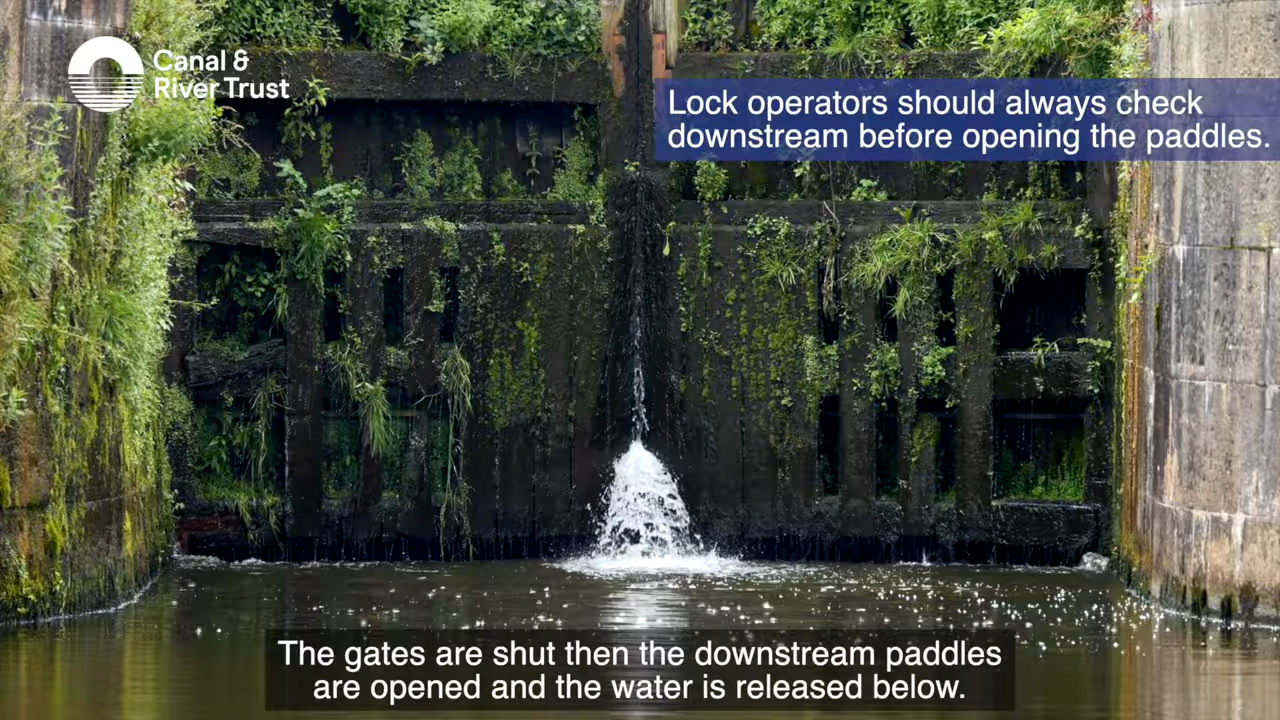 Canal &
River Trust
Lock operators should always check
downstream before opening the paddles.
The gates are shut then the downstream paddles
are opened and the water is released below.